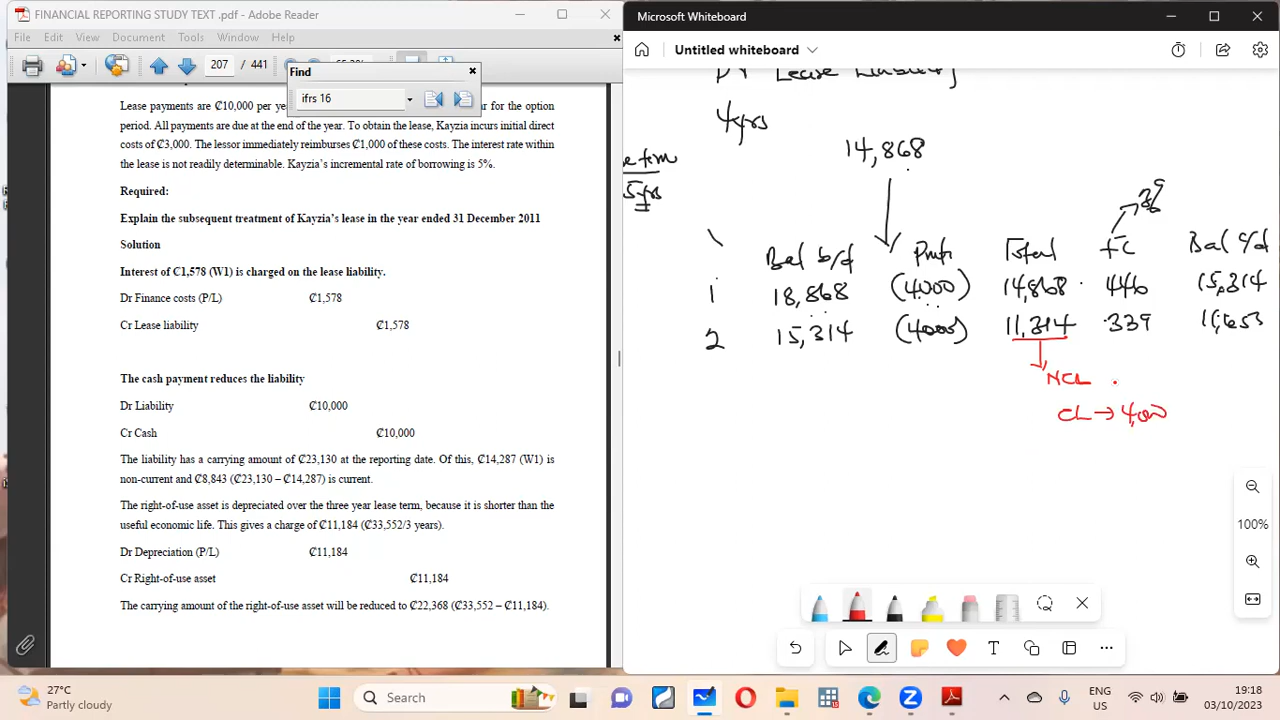 FINANCIAL REPORTING STUDY TEXT .pdf - Adobe Reader
File Edit View Document Tools Window Help
207 / 441
Find
ifrs 16
Lease payments are ₵10,000 per ye
ar for the option
period. All payments are due at the end of the year. To obtain the lease, Kayzia incurs initial direct
costs of ₵3,000. The lessor immediately reimburses ₵1,000 of these costs. The interest rate within
the lease is not readily determinable. Kayzia's incremental rate of borrowing is 5%.
Required:
Explain the subsequent treatment of Kayzia's lease in the year ended 31 December 2011
Solution
Interest of ₵1,578 (W1) is charged on the lease liability.
Dr Finance costs (P/L) ₵1,578
Cr Lease liability ₵1,578
The cash payment reduces the liability
Dr Liability ₵10,000
Cr Cash ₵10,000
The liability has a carrying amount of ₵23,130 at the reporting date. Of this, ₵14,287 (W1) is
non-current and ₵8,843 (₵23,130 – ₵14,287) is current.
The right-of-use asset is depreciated over the three year lease term, because it is shorter than the
useful economic life. This gives a charge of ₵11,184 (₵33,552/3 years).
Dr Depreciation (P/L) ₵11,184
Cr Right-of-use asset ₵11,184
The carrying amount of the right-of-use asset will be reduced to ₵22,368 (₵33,552 – ₵11,184).
Microsoft Whiteboard
Untitled whiteboard
Lease Liability
4yrs
14,868
term
5yrs
3%
Bal b/d Pmts Total FC Bal c/d
1 18,868 (4,000) 14,868 446 15,314
2 15,314 (4000) 11,314 339 11,653
NCL
CL → 4,000
100%
27°C
Partly cloudy
Search
ENG
US
19:18
03/10/2023